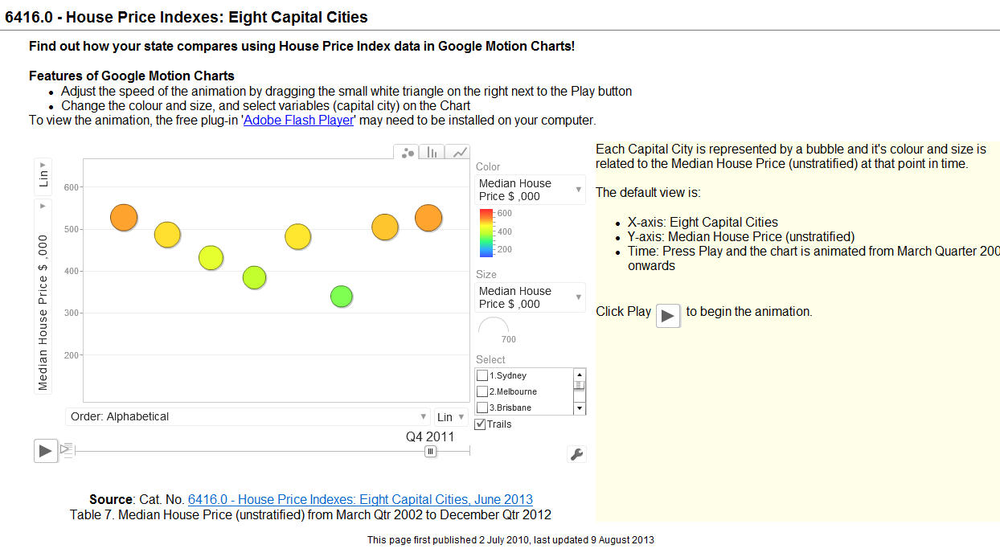 6416.0 - House Price Indexes: Eight Capital Cities
Find out how your state compares using House Price Index data in Google Motion Charts!
Features of Google Motion Charts
Adjust the speed of the animation by dragging the small white triangle on the right next to the Play button
Change the colour and size, and select variables (capital city) on the Chart
To view the animation, the free plug-in 'Adobe Flash Player' may need to be installed on your computer.
Lin
Median House Price $ ,000
600
500
400
300
200
Order: Alphabetical
Lin
Q4 2011
Color
Median House
Price $ ,000
600
400
200
Size
Median House
Price $ ,000
700
Select
1.Sydney
2.Melbourne
3.Brisbane
Trails
Each Capital City is represented by a bubble and it's colour and size is
related to the Median House Price (unstratified) at that point in time.
The default view is:
X-axis: Eight Capital Cities
Y-axis: Median House Price (unstratified)
Time: Press Play and the chart is animated from March Quarter 200
onwards
Click Play to begin the animation.
Source: Cat. No. 6416.0 - House Price Indexes: Eight Capital Cities, June 2013
Table 7. Median House Price (unstratified) from March Qtr 2002 to December Qtr 2012
This page first published 2 July 2010, last updated 9 August 2013